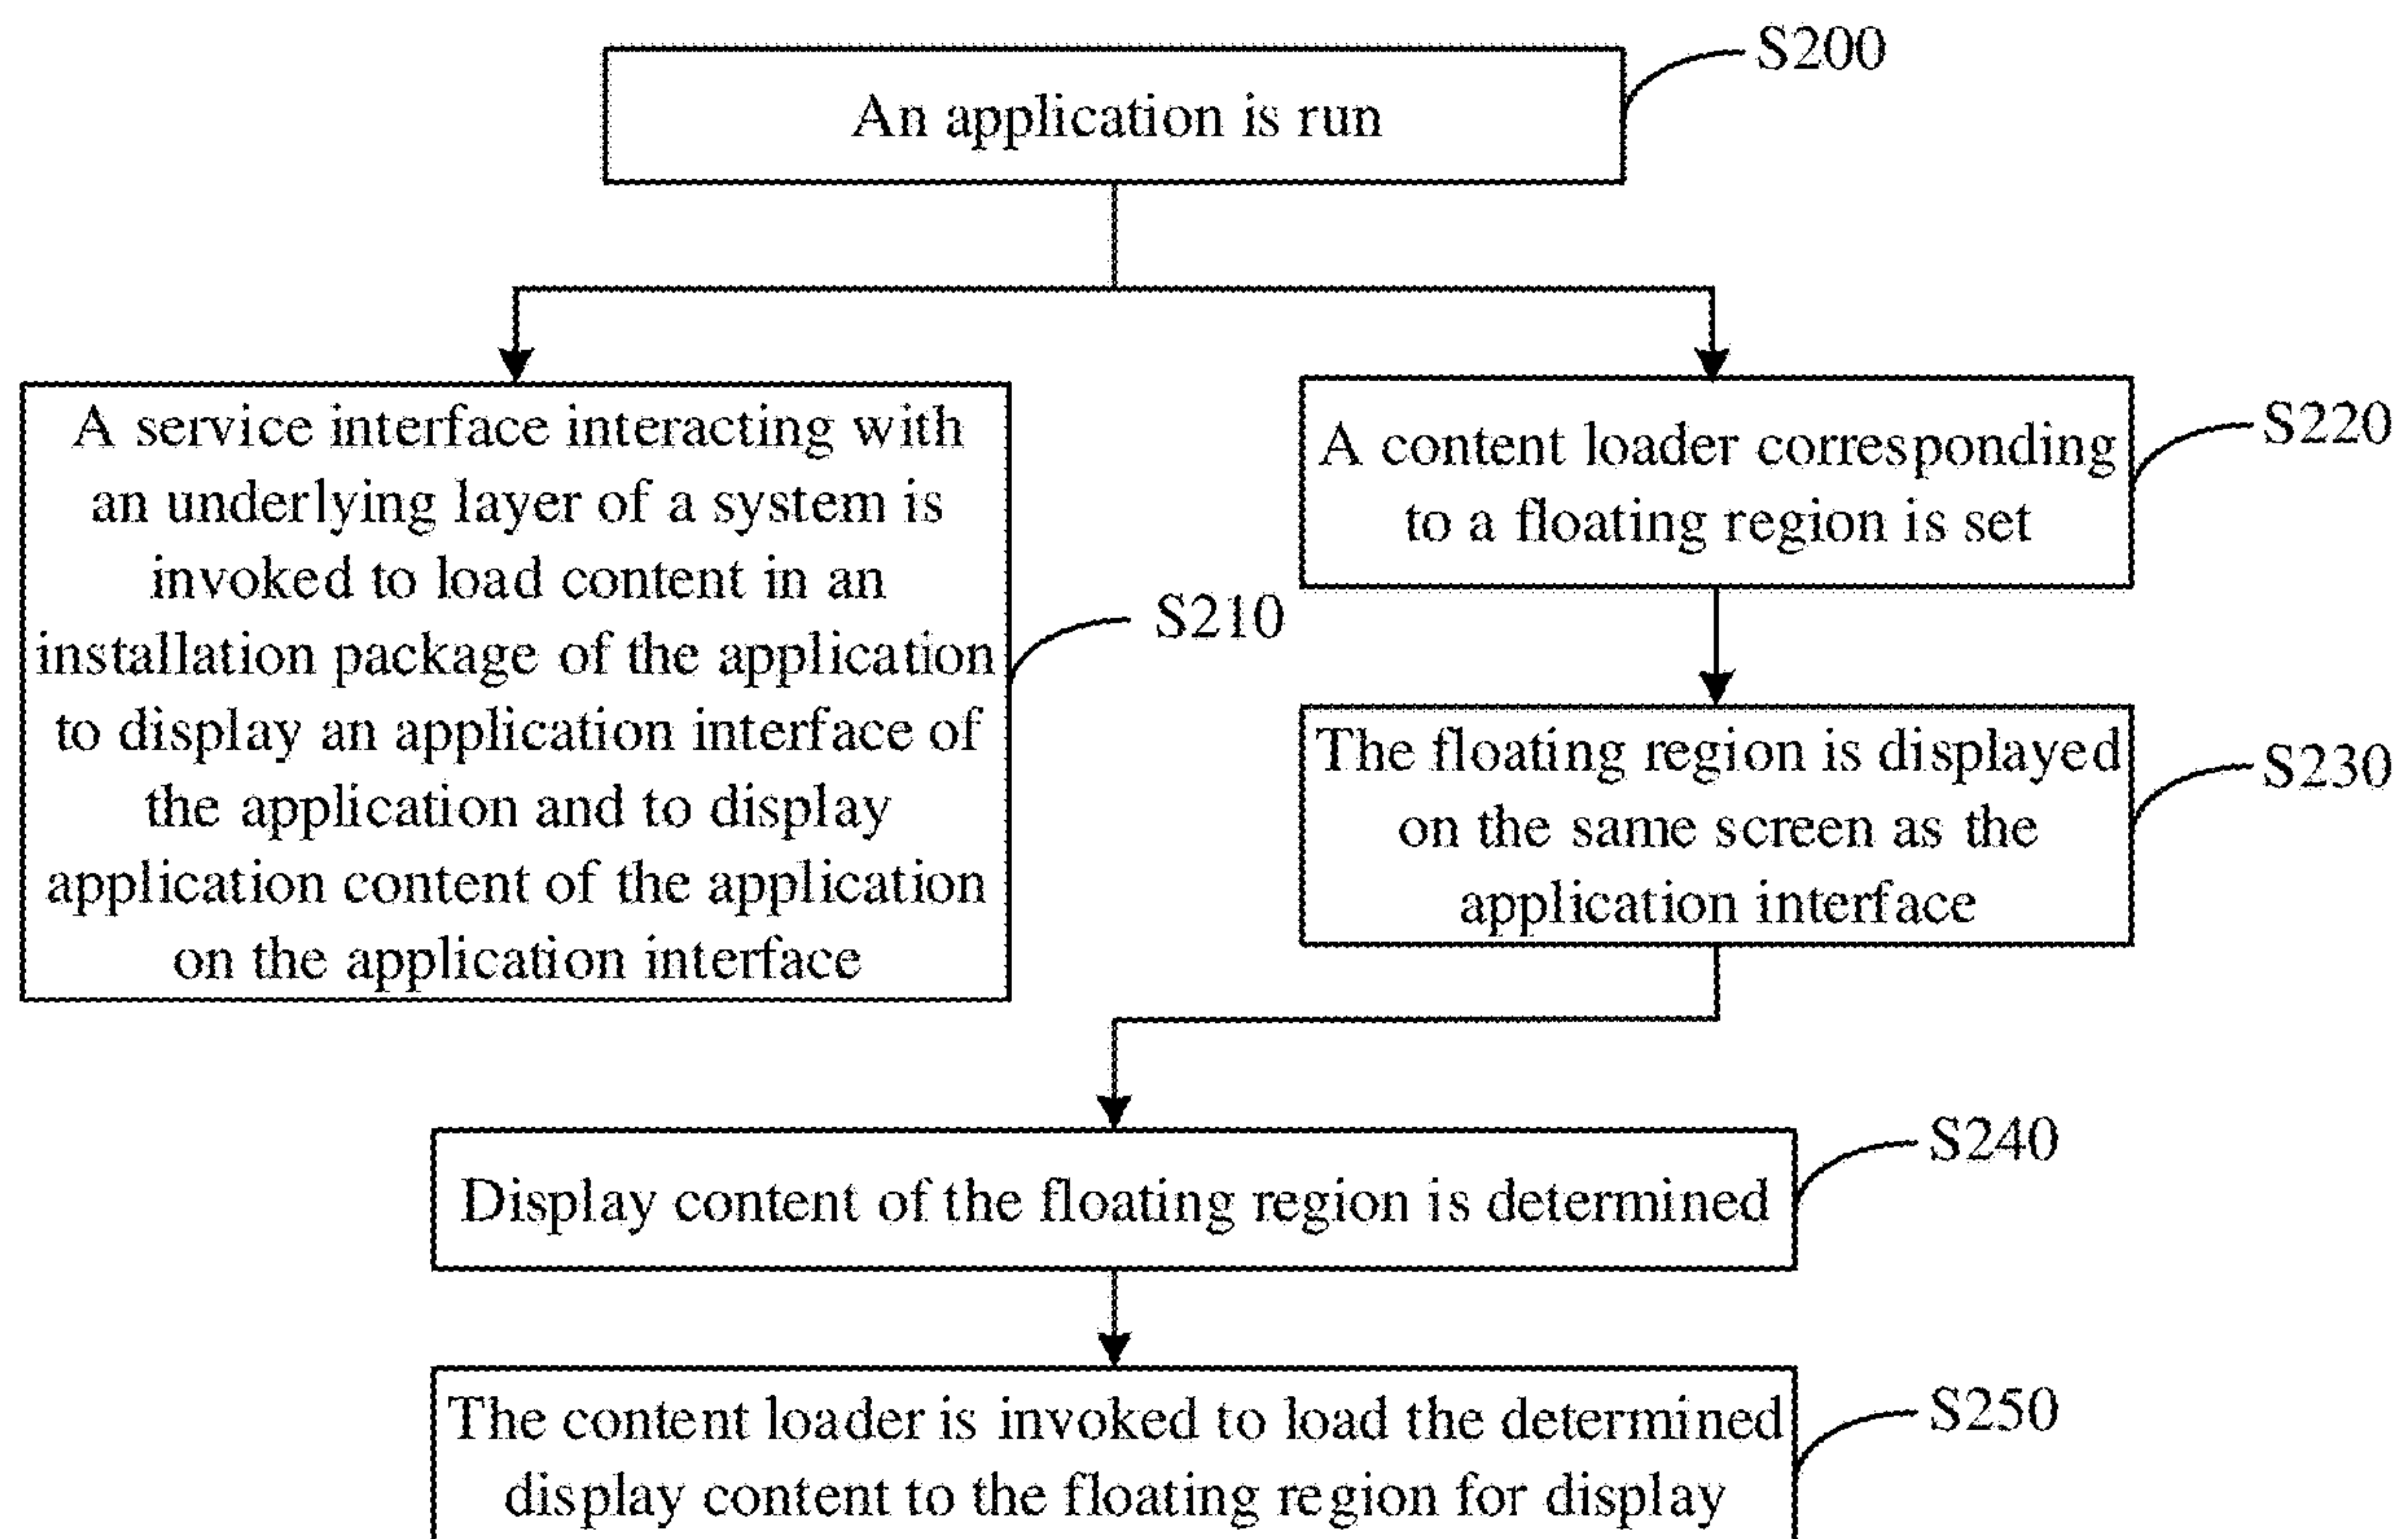 S200
An application is run
A service interface interacting with
an underlying layer of a system is
invoked to load content in an
installation package of the application
to display an application interface of
the application and to display
application content of the application
on the application interface
S210
A content loader corresponding
to a floating region is set
S220
The floating region is displayed
on the same screen as the
application interface
S230
Display content of the floating region is determined
S240
The content loader is invoked to load the determined
display content to the floating region for display
S250